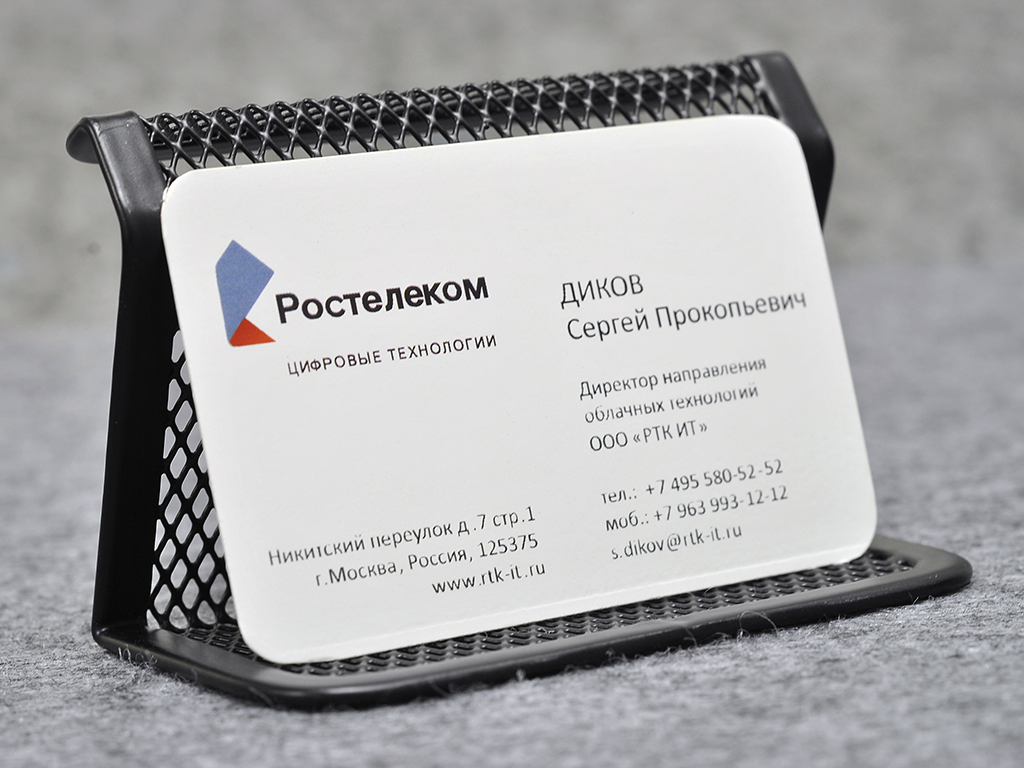 Ростелеком
ЦИФРОВЫЕ ТЕХНОЛОГИИ
Никитский переулок д.7 стр.1
г.Москва, Россия, 125375
www.rtk-it.ru
ДИКОВ
Сергей Прокопьевич
Директор направления
облачных технологий
ООО «РТК ИТ»
тел.: +7 495 580-52-52
моб.: +7 963 993-12-12
s.dikov@rtk-it.ru